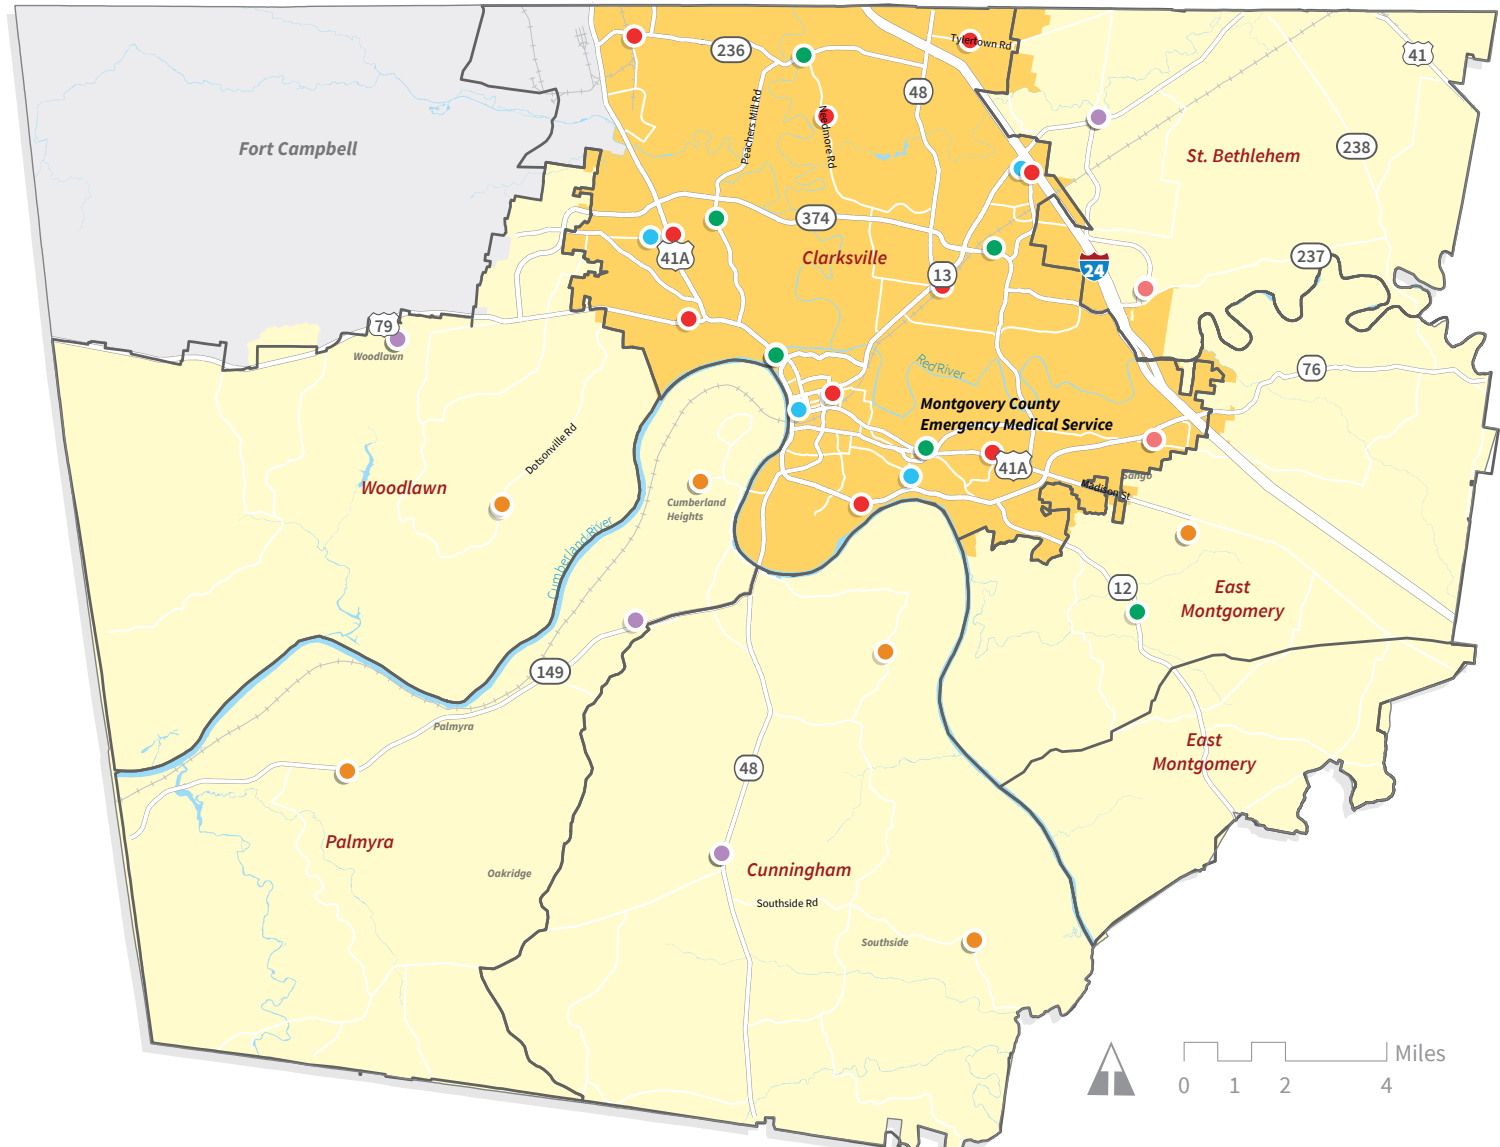 236
Tylertown Rd
41
48
Peachers Mill Rd
Needmore Rd
Fort Campbell
St. Bethlehem
238
374
41A
Clarksville
13
24
237
79
Woodlawn
Red River
76
Montgovery County
Emergency Medical Service
Dotsonville Rd
41A
Sango
Madison St
Woodlawn
Cumberland
Heights
Cumberland River
12
East
Montgomery
149
Palmyra
48
East
Montgomery
Palmyra
Cunningham
Oakridge
Southside Rd
Southside
Miles
0 1 2 4